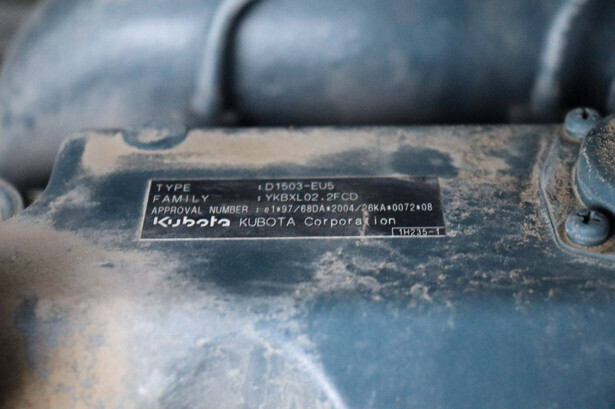 TYPE :D1503-EU5
FAMILY :YKBXL02.2FCD
APPROVAL NUMBER :e1*97/68DA*2004/26KA*0072*08
Kubota KUBOTA Corporation
1H235-1